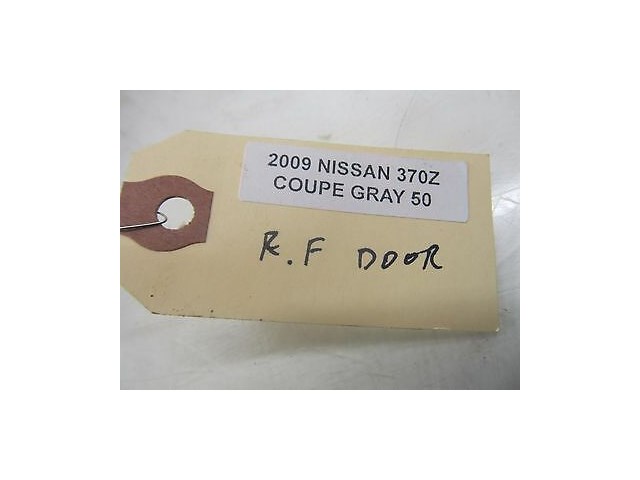 2009 NISSAN 370Z
COUPE GRAY 50
R.F DOOR